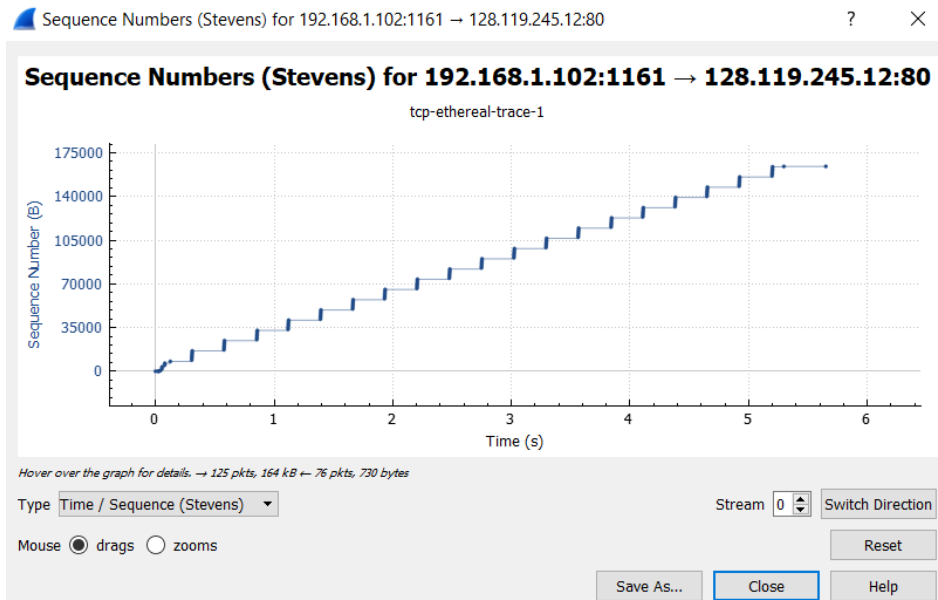 Sequence Numbers (Stevens) for 192.168.1.102:1161 → 128.119.245.12:80 ? ×
Sequence Numbers (Stevens) for 192.168.1.102:1161 → 128.119.245.12:80
tcp-ethereal-trace-1
Sequence Number (B)
175000
140000
105000
70000
35000
0
0 1 2 3 4 5 6
Time (s)
Hover over the graph for details. → 125 pkts, 164 kB ← 76 pkts, 730 bytes
Type Time / Sequence (Stevens) Stream 0 Switch Direction
Mouse drags zooms Reset
Save As... Close Help